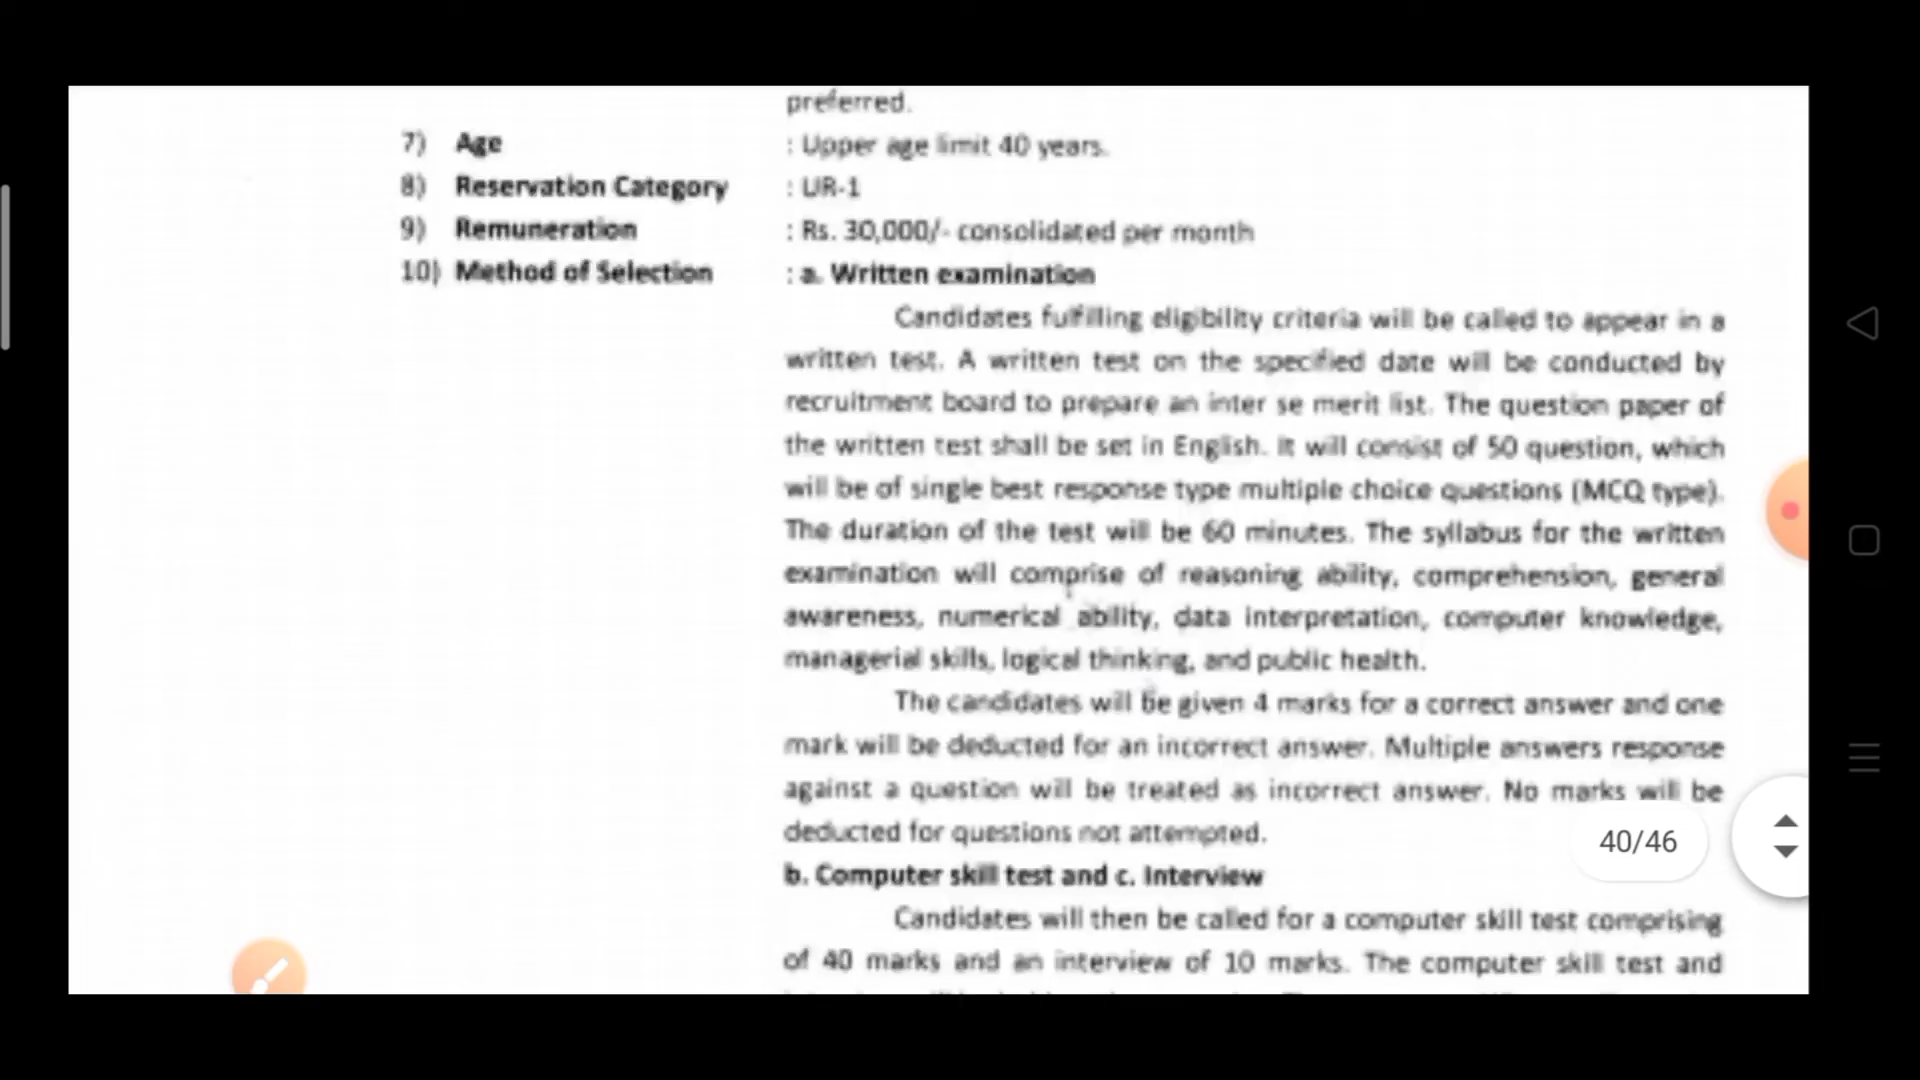 preferred.
7) Age : Upper age limit 40 years.
8) Reservation Category : UR-1
9) Remuneration : Rs. 30,000/- consolidated per month
10) Method of Selection : a. Written examination
Candidates fulfilling eligibility criteria will be called to appear in a
written test. A written test on the specified date will be conducted by
recruitment board to prepare an inter se merit list. The question paper of
the written test shall be set in English. It will consist of 50 question, which
will be of single best response type multiple choice questions (MCQ type).
The duration of the test will be 60 minutes. The syllabus for the written
examination will comprise of reasoning ability, comprehension, general
awareness, numerical ability, data interpretation, computer knowledge,
managerial skills, logical thinking, and public health.
The candidates will be given 4 marks for a correct answer and one
mark will be deducted for an incorrect answer. Multiple answers response
against a question will be treated as incorrect answer. No marks will be
deducted for questions not attempted.
40/46
b. Computer skill test and c. Interview
Candidates will then be called for a computer skill test comprising
of 40 marks and an interview of 10 marks. The computer skill test and